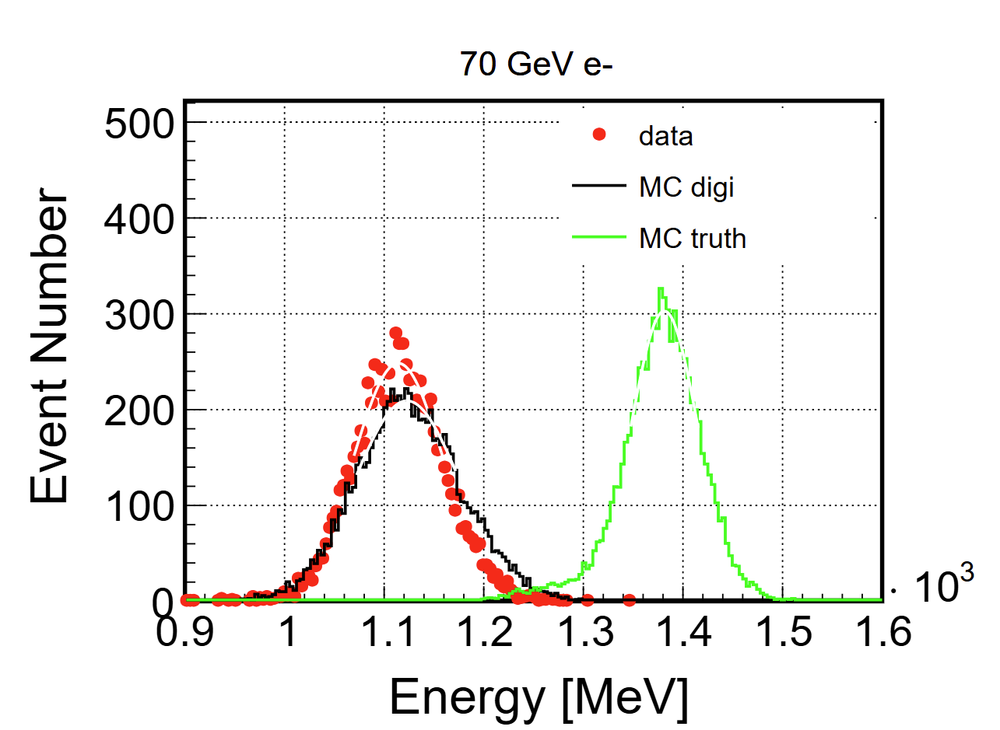 70 GeV e-
500
400
300
200
100
0
Event Number
data
MC digi
MC truth
0.9 1 1.1 1.2 1.3 1.4 1.5 1.6
· 10³
Energy [MeV]